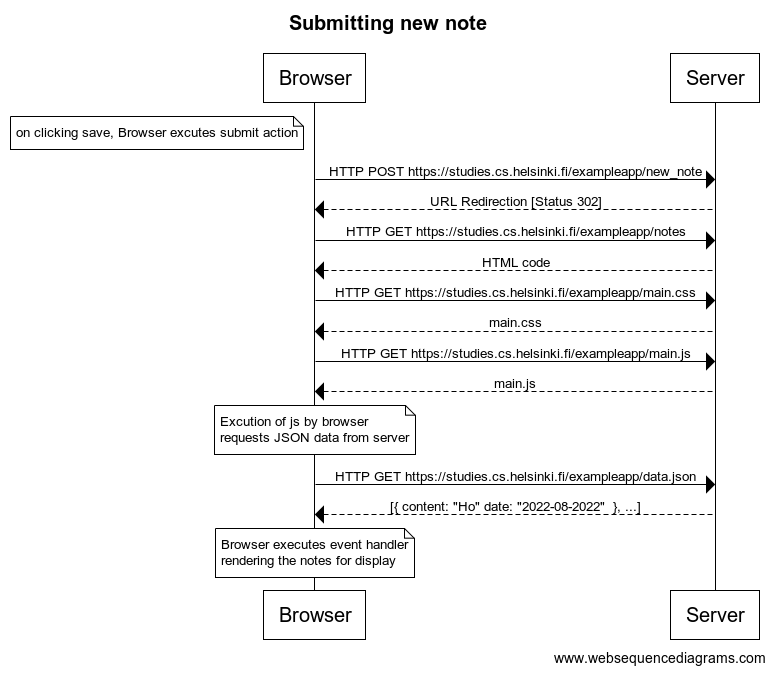 Submitting new note
Browser
Server
on clicking save, Browser excutes submit action
HTTP POST https://studies.cs.helsinki.fi/exampleapp/new_note
URL Redirection [Status 302]
HTTP GET https://studies.cs.helsinki.fi/exampleapp/notes
HTML code
HTTP GET https://studies.cs.helsinki.fi/exampleapp/main.css
main.css
HTTP GET https://studies.cs.helsinki.fi/exampleapp/main.js
main.js
Excution of js by browser
requests JSON data from server
HTTP GET https://studies.cs.helsinki.fi/exampleapp/data.json
[{ content: "Ho" date: "2022-08-2022"  }, ...]
Browser executes event handler
rendering the notes for display
Browser
Server
www.websequencediagrams.com